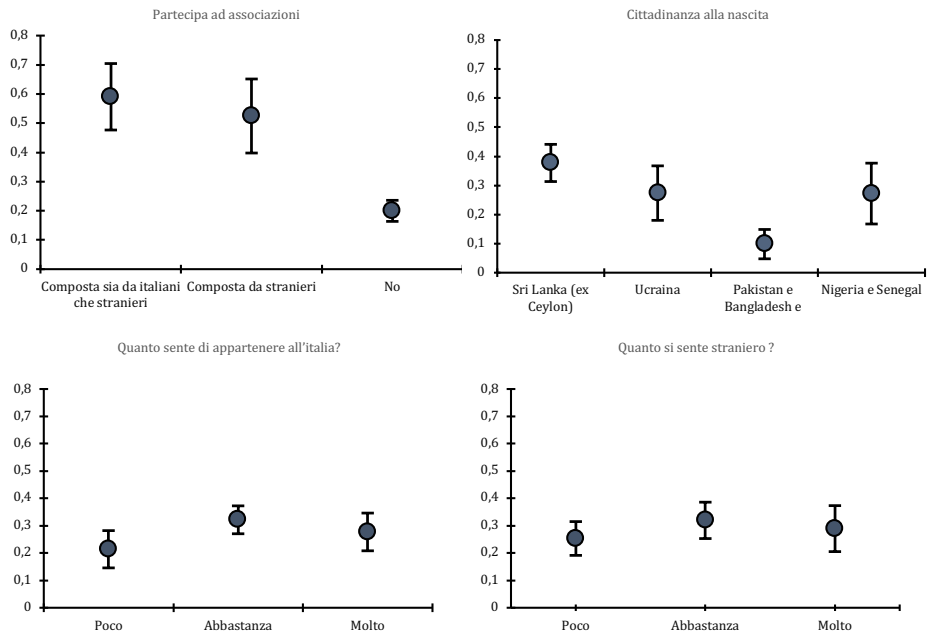 Partecipa ad associazioni
0,8
0,7
0,6
0,5
0,4
0,3
0,2
0,1
0
Composta sia da italiani
che stranieri
Composta da stranieri
No
Cittadinanza alla nascita
0,8
0,7
0,6
0,5
0,4
0,3
0,2
0,1
0
Sri Lanka (ex
Ceylon)
Ucraina
Pakistan e
Bangladesh e
Nigeria e Senegal
Quanto sente di appartenere all'italia?
0,8
0,7
0,6
0,5
0,4
0,3
0,2
0,1
0
Poco
Abbastanza
Molto
Quanto si sente straniero ?
0,8
0,7
0,6
0,5
0,4
0,3
0,2
0,1
0
Poco
Abbastanza
Molto